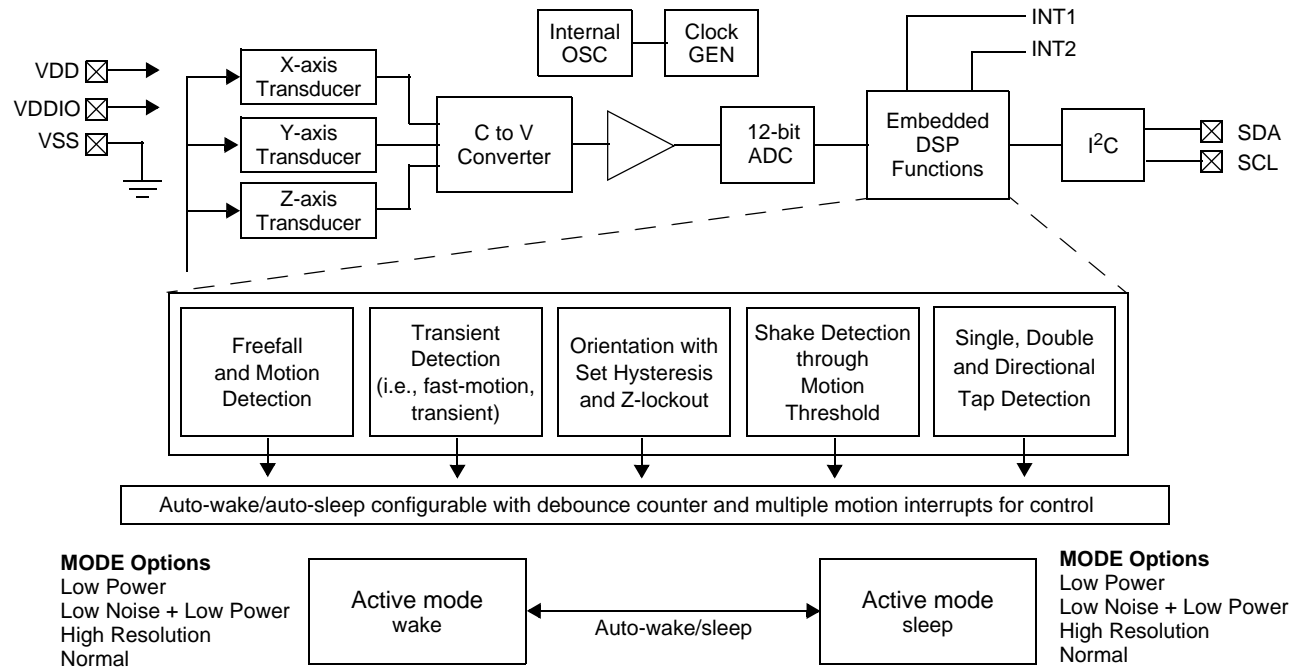 INT1
Internal
OSC
Clock
GEN
INT2
VDD
X-axis
Transducer
VDDIO
VSS
Y-axis
Transducer
C to V
Converter
12-bit
ADC
Embedded
DSP
Functions
I²C
SDA
SCL
Z-axis
Transducer
Freefall
and Motion
Detection
Transient
Detection
(i.e., fast-motion,
transient)
Orientation with
Set Hysteresis
and Z-lockout
Shake Detection
through
Motion
Threshold
Single, Double
and Directional
Tap Detection
Auto-wake/auto-sleep configurable with debounce counter and multiple motion interrupts for control
MODE Options
Low Power
Low Noise + Low Power
High Resolution
Normal
Active mode
wake
Auto-wake/sleep
Active mode
sleep
MODE Options
Low Power
Low Noise + Low Power
High Resolution
Normal